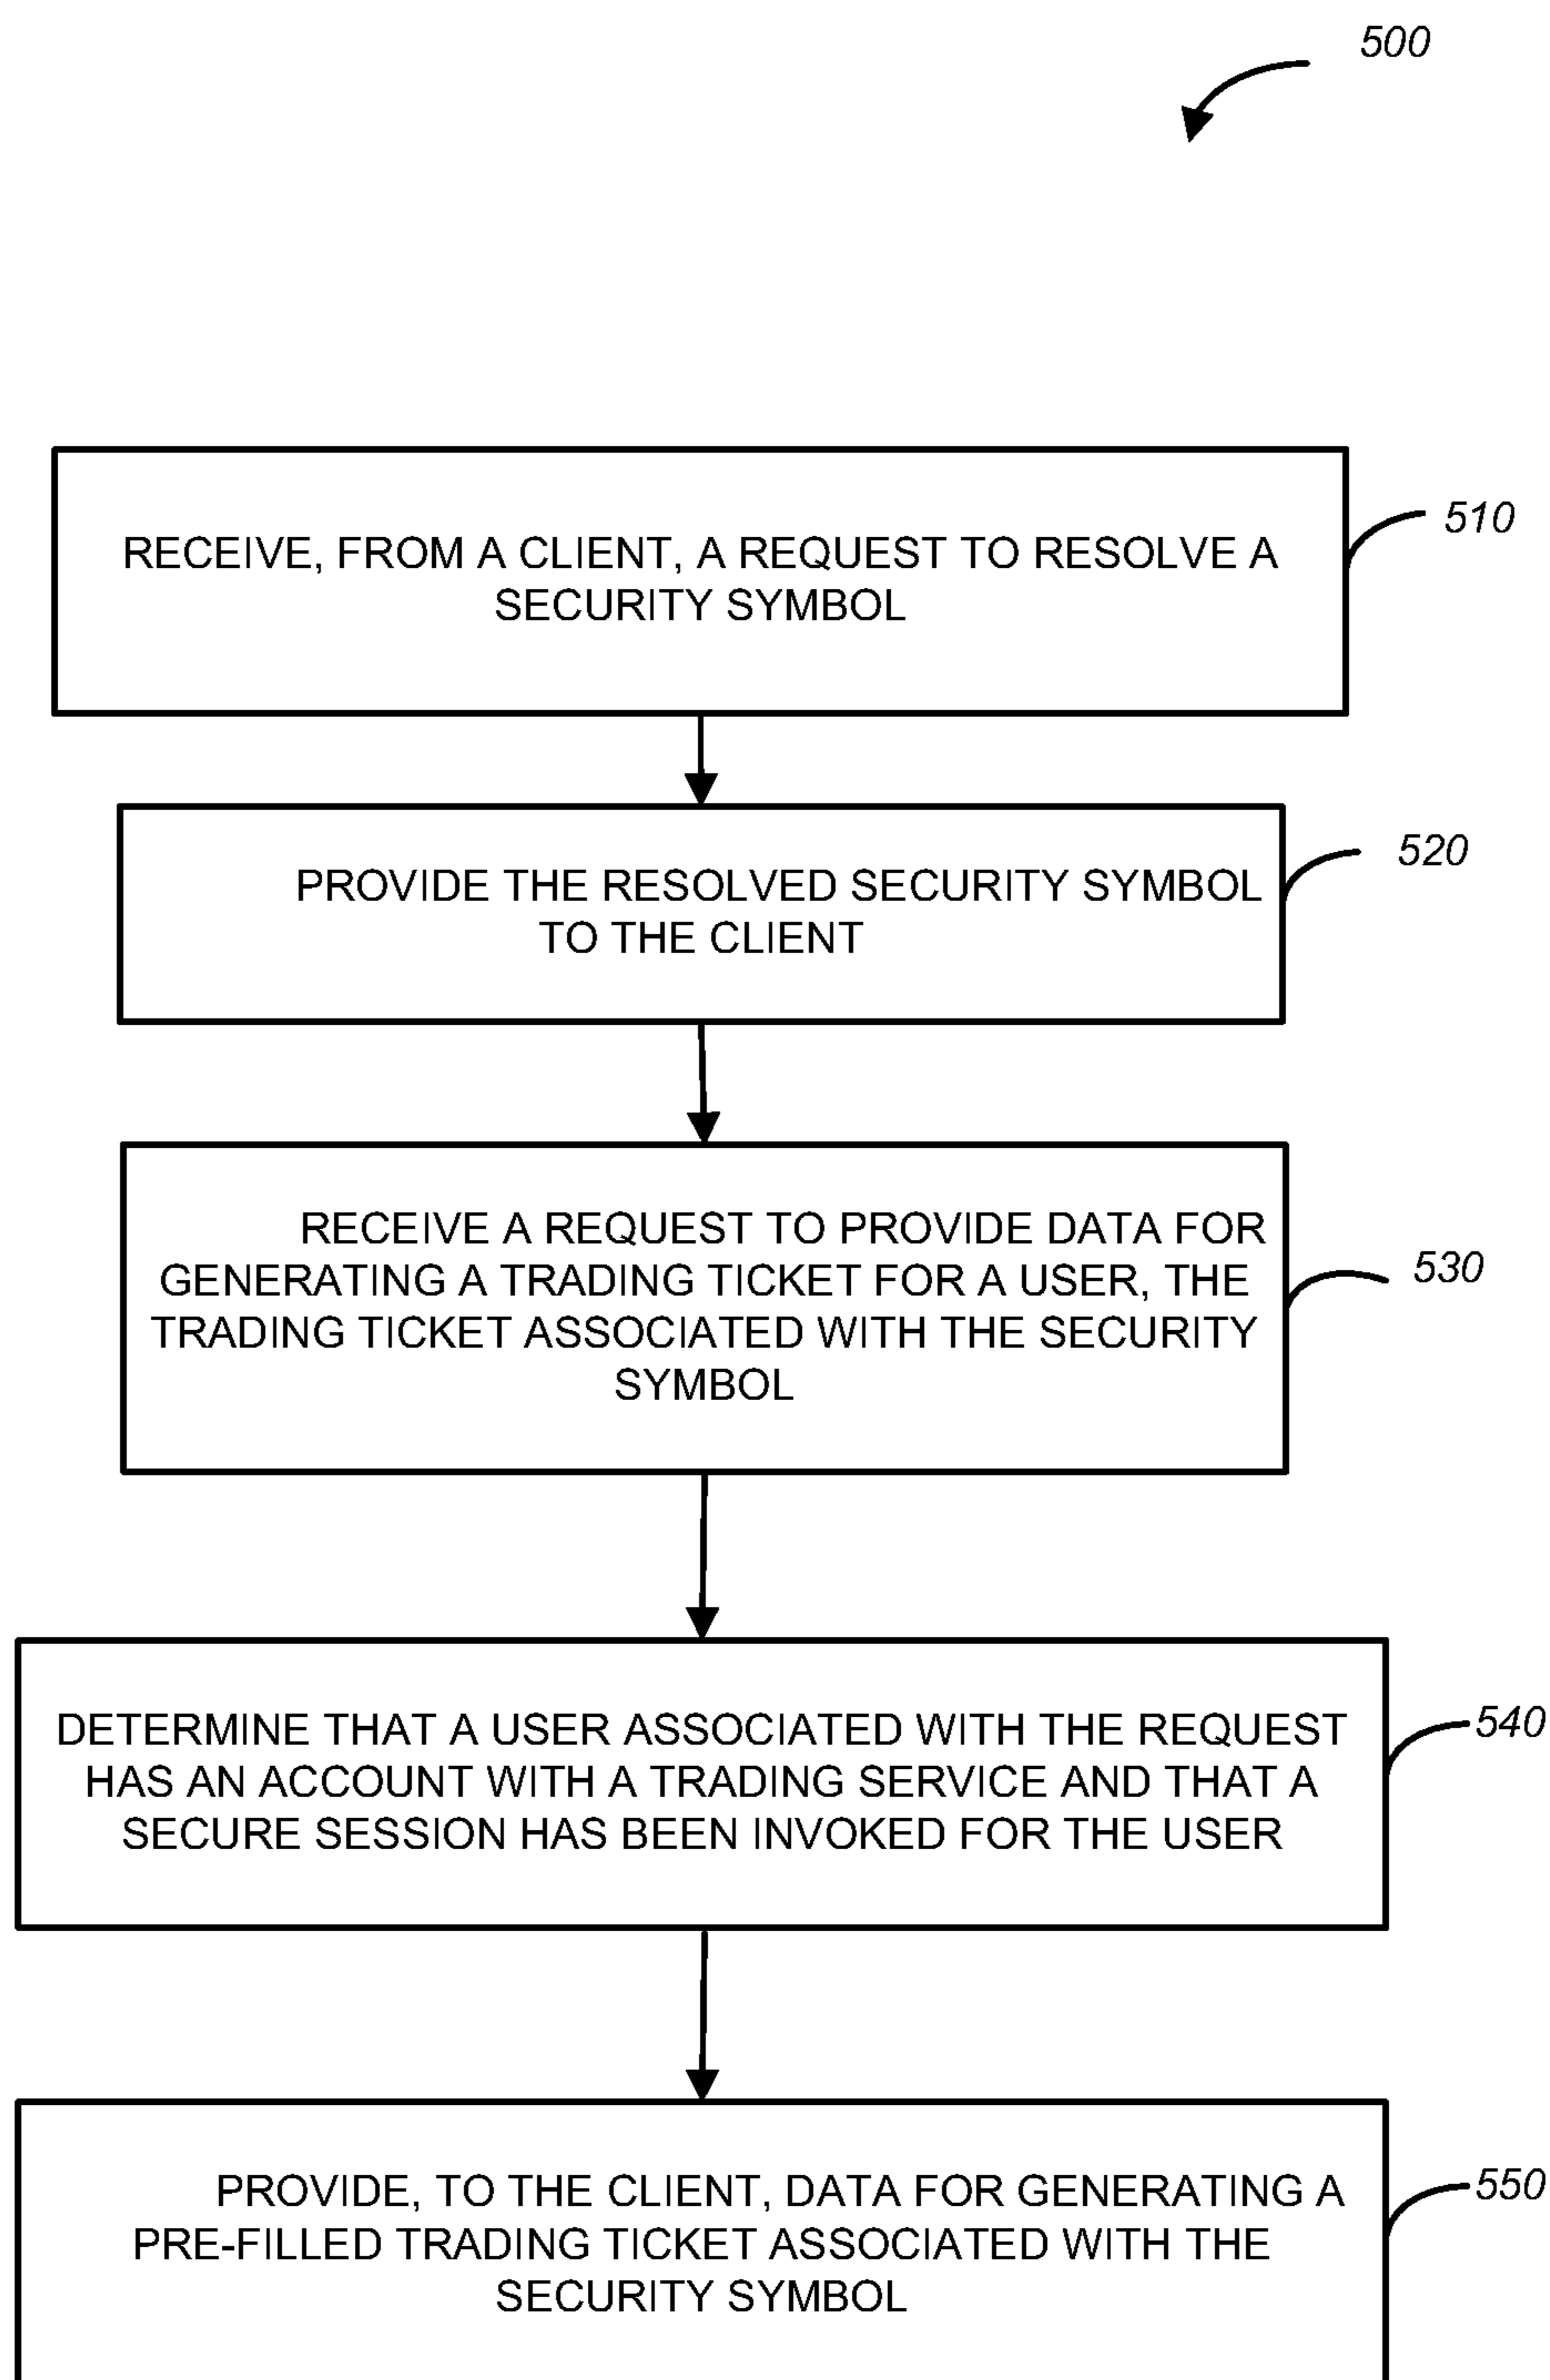 500
RECEIVE, FROM A CLIENT, A REQUEST TO RESOLVE A
SECURITY SYMBOL
510
PROVIDE THE RESOLVED SECURITY SYMBOL
TO THE CLIENT
520
RECEIVE A REQUEST TO PROVIDE DATA FOR
GENERATING A TRADING TICKET FOR A USER, THE
TRADING TICKET ASSOCIATED WITH THE SECURITY
SYMBOL
530
DETERMINE THAT A USER ASSOCIATED WITH THE REQUEST
HAS AN ACCOUNT WITH A TRADING SERVICE AND THAT A
SECURE SESSION HAS BEEN INVOKED FOR THE USER
540
PROVIDE, TO THE CLIENT, DATA FOR GENERATING A
PRE-FILLED TRADING TICKET ASSOCIATED WITH THE
SECURITY SYMBOL
550